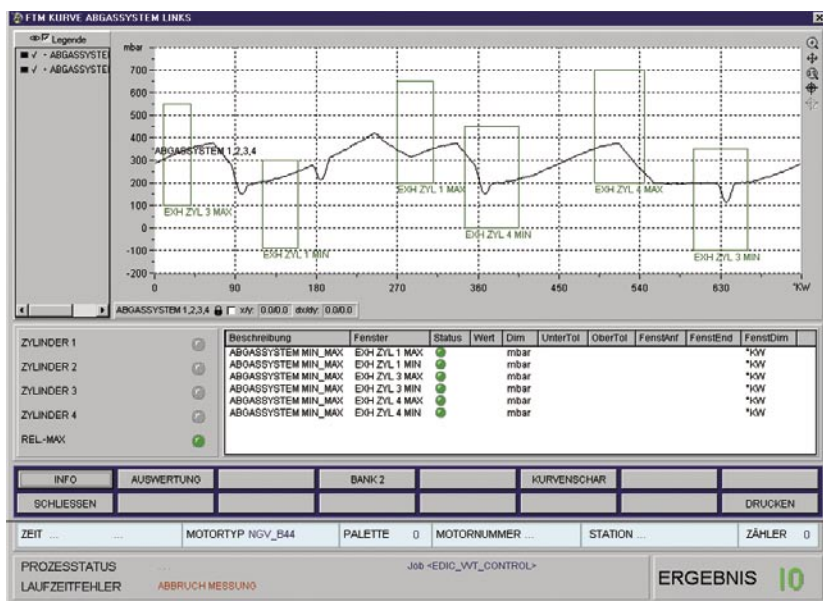 FTM KURVE ABGASSYSTEM LINKS
Legende
ABGASSYSTEI
ABGASSYSTEI
mbar
700
600
500
400
300
200
100
0
-100
-200
ABGASSYSTEM 1,2,3,4
EXH ZYL 3 MAX
EXH ZYL 1 MIN
EXH ZYL 1 MAX
EXH ZYL 4 MIN
EXH ZYL 4 MAX
EXH ZYL 3 MIN
0 90 180 270 360 450 540 630 °KW
ABGASSYSTEM 1,2,3,4 x/y: 0.0/0.0 dx/dy: 0.0/0.0
ZYLINDER 1
ZYLINDER 2
ZYLINDER 3
ZYLINDER 4
REL.-MAX
Beschreibung Fenster Status Wert Dim UnterTol OberTol FenstAnf FenstEnd FenstDim
ABGASSYSTEM MIN_MAX EXH ZYL 1 MAX mbar °KW
ABGASSYSTEM MIN_MAX EXH ZYL 1 MIN mbar °KW
ABGASSYSTEM MIN_MAX EXH ZYL 3 MAX mbar °KW
ABGASSYSTEM MIN_MAX EXH ZYL 3 MIN mbar °KW
ABGASSYSTEM MIN_MAX EXH ZYL 4 MAX mbar °KW
ABGASSYSTEM MIN_MAX EXH ZYL 4 MIN mbar °KW
INFO AUSWERTUNG BANK 2 KURVENSCHAR
SCHLIESSEN DRUCKEN
ZEIT ... ... MOTORTYP NGV_B44 PALETTE 0 MOTORNUMMER ... STATION ... ZÄHLER 0
PROZESSTATUS ... Job <EDIC_VVT_CONTROL>
LAUFZEITFEHLER ABBRUCH MESSUNG
ERGEBNIS IO